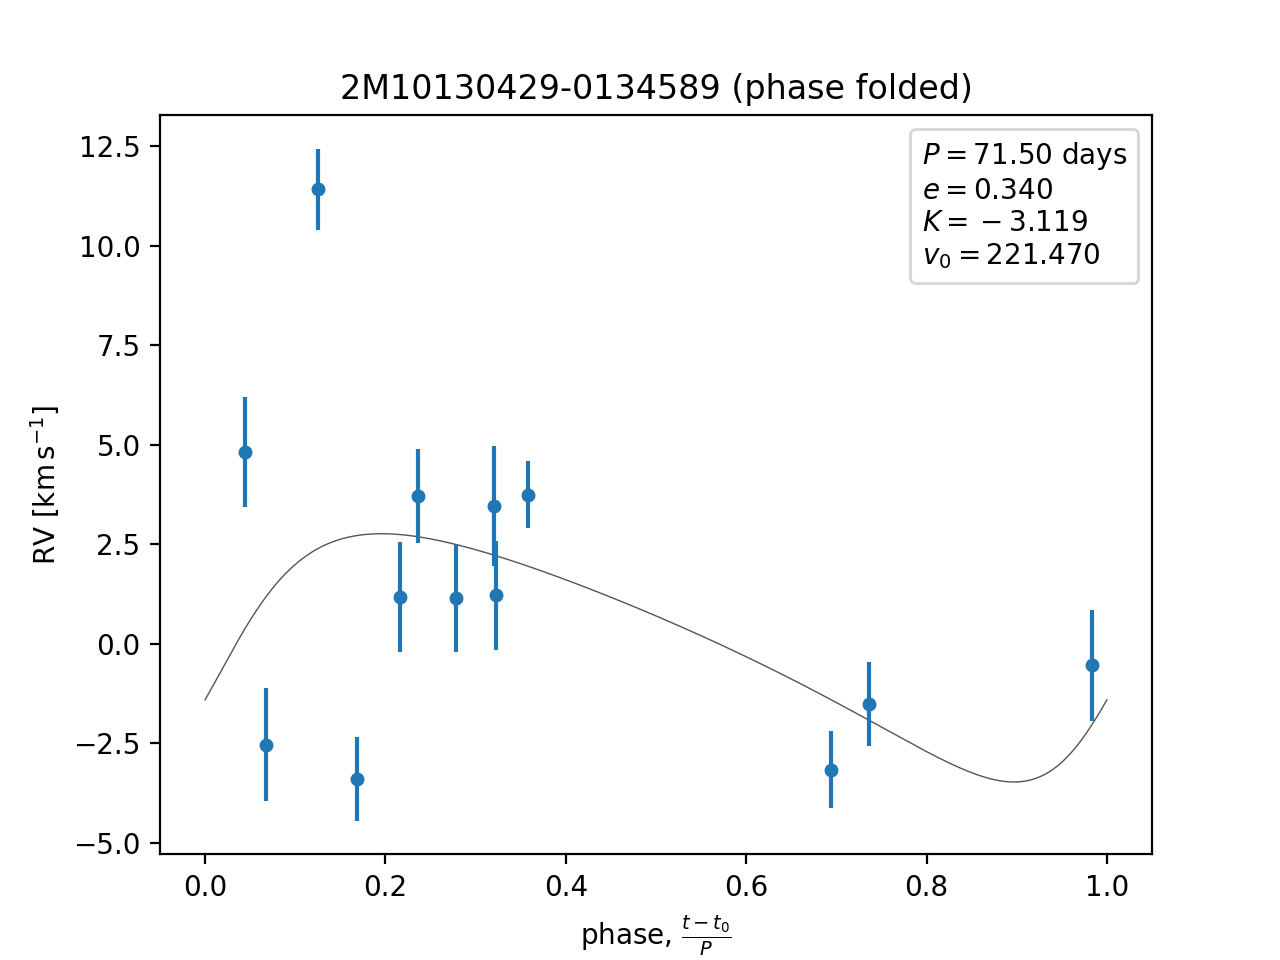 2M10130429-0134589 (phase folded)
P = 71.50 days
e = 0.340
K = −3.119
v₀ = 221.470
12.5
10.0
7.5
5.0
2.5
0.0
−2.5
−5.0
RV [km s⁻¹]
0.0 0.2 0.4 0.6 0.8 1.0
phase, (t − t₀)/P